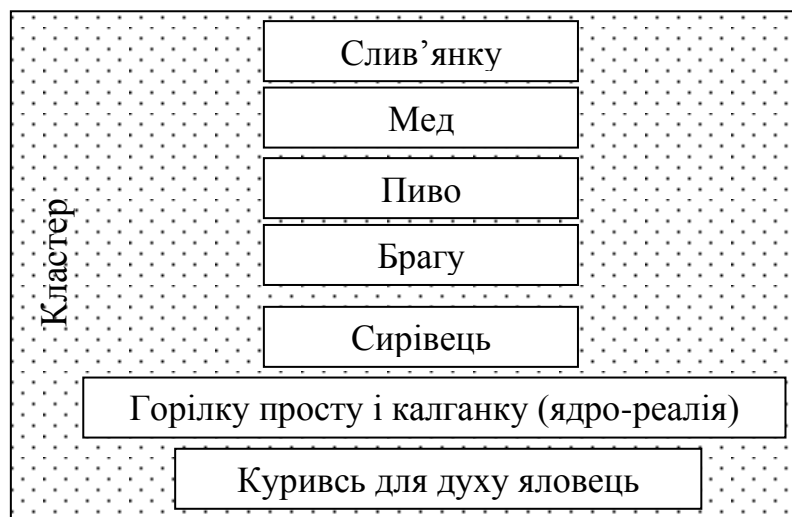 Слив’янку
Мед
Пиво
Брагу
Кластер
Сирівець
Горілку просту і калганку (ядро-реалія)
Куривсь для духу яловець